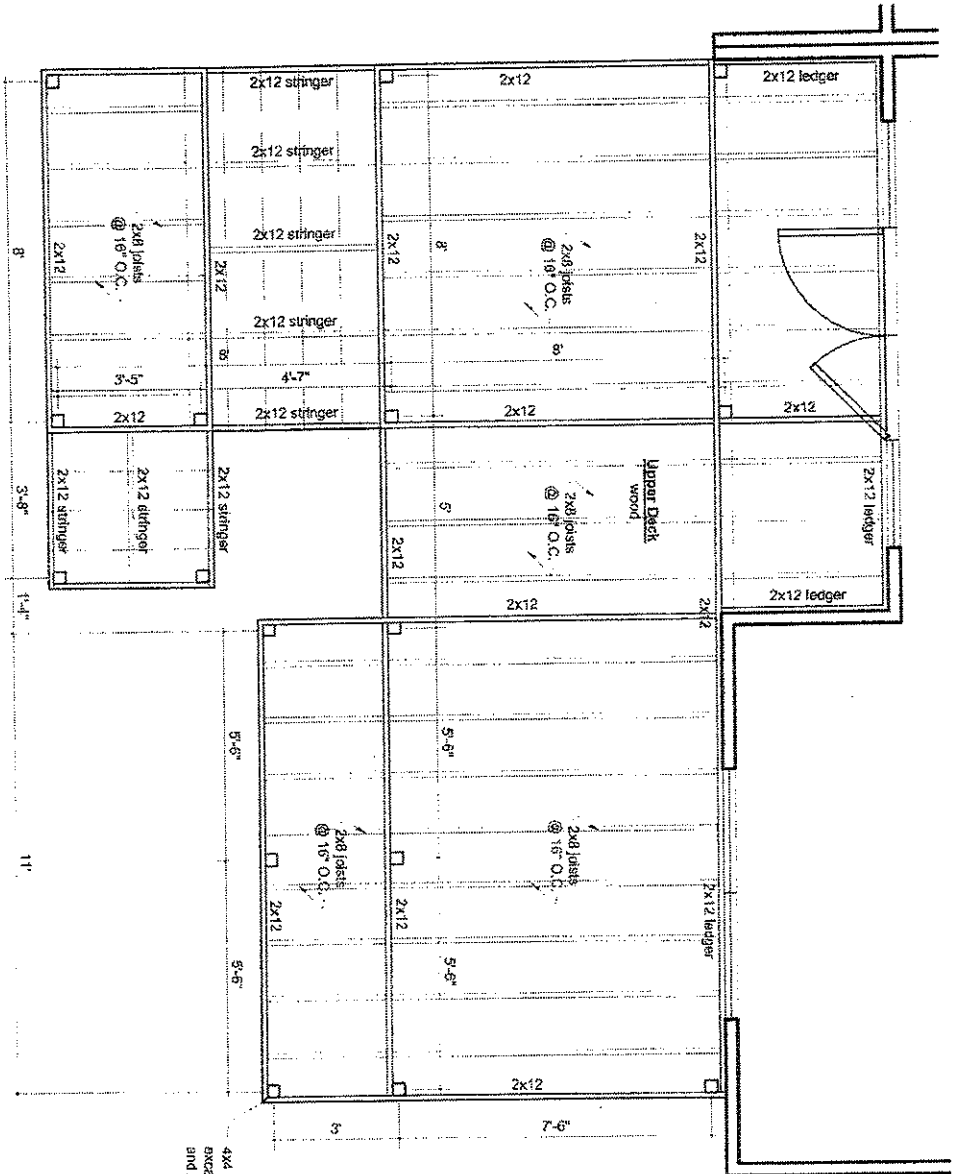 2x12 ledger
2x12
2x12 stringer
2x12 stringer
2x12 stringer
2x12 stringer
2x12 stringer
2x12
2x12
2x12
2x12
2x8 joists
@ 16" O.C.
2x8 joists
@ 16" O.C.
8'
8'
8'
8'
3'-5"
4'-7"
2x12
2x12
2x12
2x12 stringer
2x12 stringer
2x12 stringer
3'-8"
1'-4"
Upper Deck
wood
2x8 joists
@ 16" O.C.
5'
2x12
2x12 ledger
2x12 ledger
2x12
2x12
5'-6"
5'-6"
2x8 joists
@ 16" O.C.
2x8 joists
@ 16" O.C.
2x12
2x12
2x12 ledger
11'
5'-6"
5'-6"
2x12
3'
7'-6"
4x4
exca
and